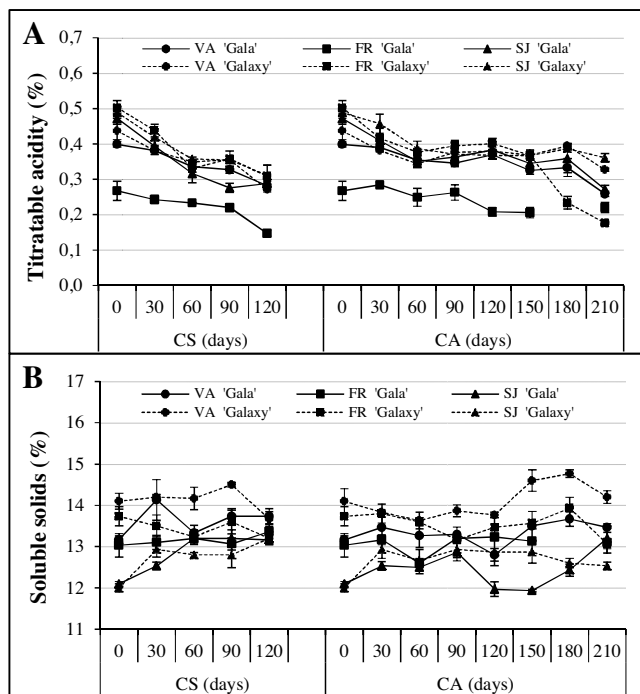 A
VA 'Gala' FR 'Gala' SJ 'Gala'
VA 'Galaxy' FR 'Galaxy' SJ 'Galaxy'
Titratable acidity (%)
0,7
0,6
0,5
0,4
0,3
0,2
0,1
0,0
0 30 60 90 120 0 30 60 90 120 150 180 210
CS (days) CA (days)
B
VA 'Gala' FR 'Gala' SJ 'Gala'
VA 'Galaxy' FR 'Galaxy' SJ 'Galaxy'
Soluble solids (%)
17
16
15
14
13
12
11
0 30 60 90 120 0 30 60 90 120 150 180 210
CS (days) CA (days)